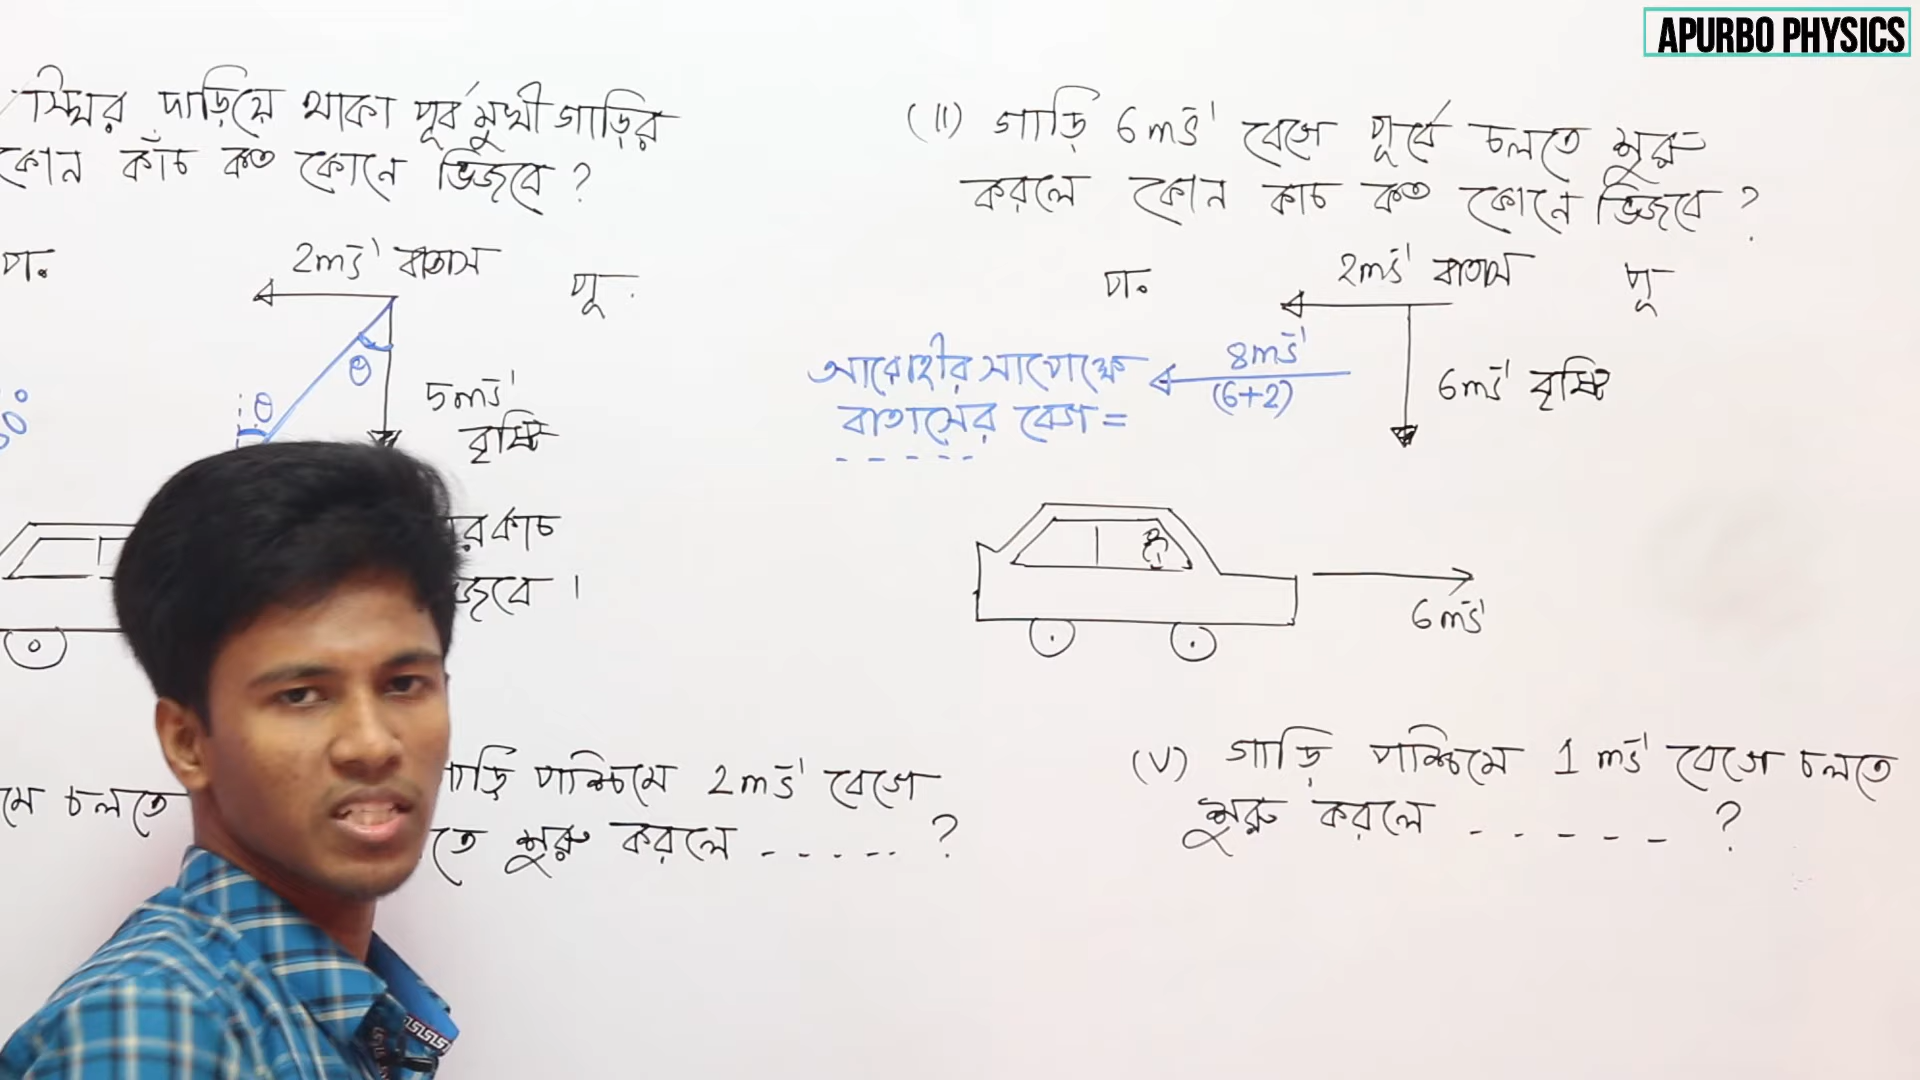 APURBO PHYSICS
স্থির দাড়িয়ে থাকা পূর্ব মুখী গাড়ির
কোন কাঁচ কত কোনে ভিজবে ?
প.
2ms⁻¹ বাতাস
পূ.
θ
θ
5ms⁻¹
বৃষ্টি
কাচ
ভিজবে ।
(II) গাড়ি 6ms⁻¹ বেগে পূর্বে চলতে শুরু
করলে কোন কাচ কত কোনে ভিজবে ?
প.
2ms⁻¹ বাতাস
পূ
আরোহীর সাপেক্ষে
বাতাসের বেগ =
8ms⁻¹
(6+2)
- - - - -
6ms⁻¹ বৃষ্টি
6ms⁻¹
চলতে
গাড়ি পশ্চিমে 2ms⁻¹ বেগে
তে শুরু করলে - - - - - ?
(V) গাড়ি পশ্চিমে 1 ms⁻¹ বেগে চলতে
শুরু করলে - - - - - ?